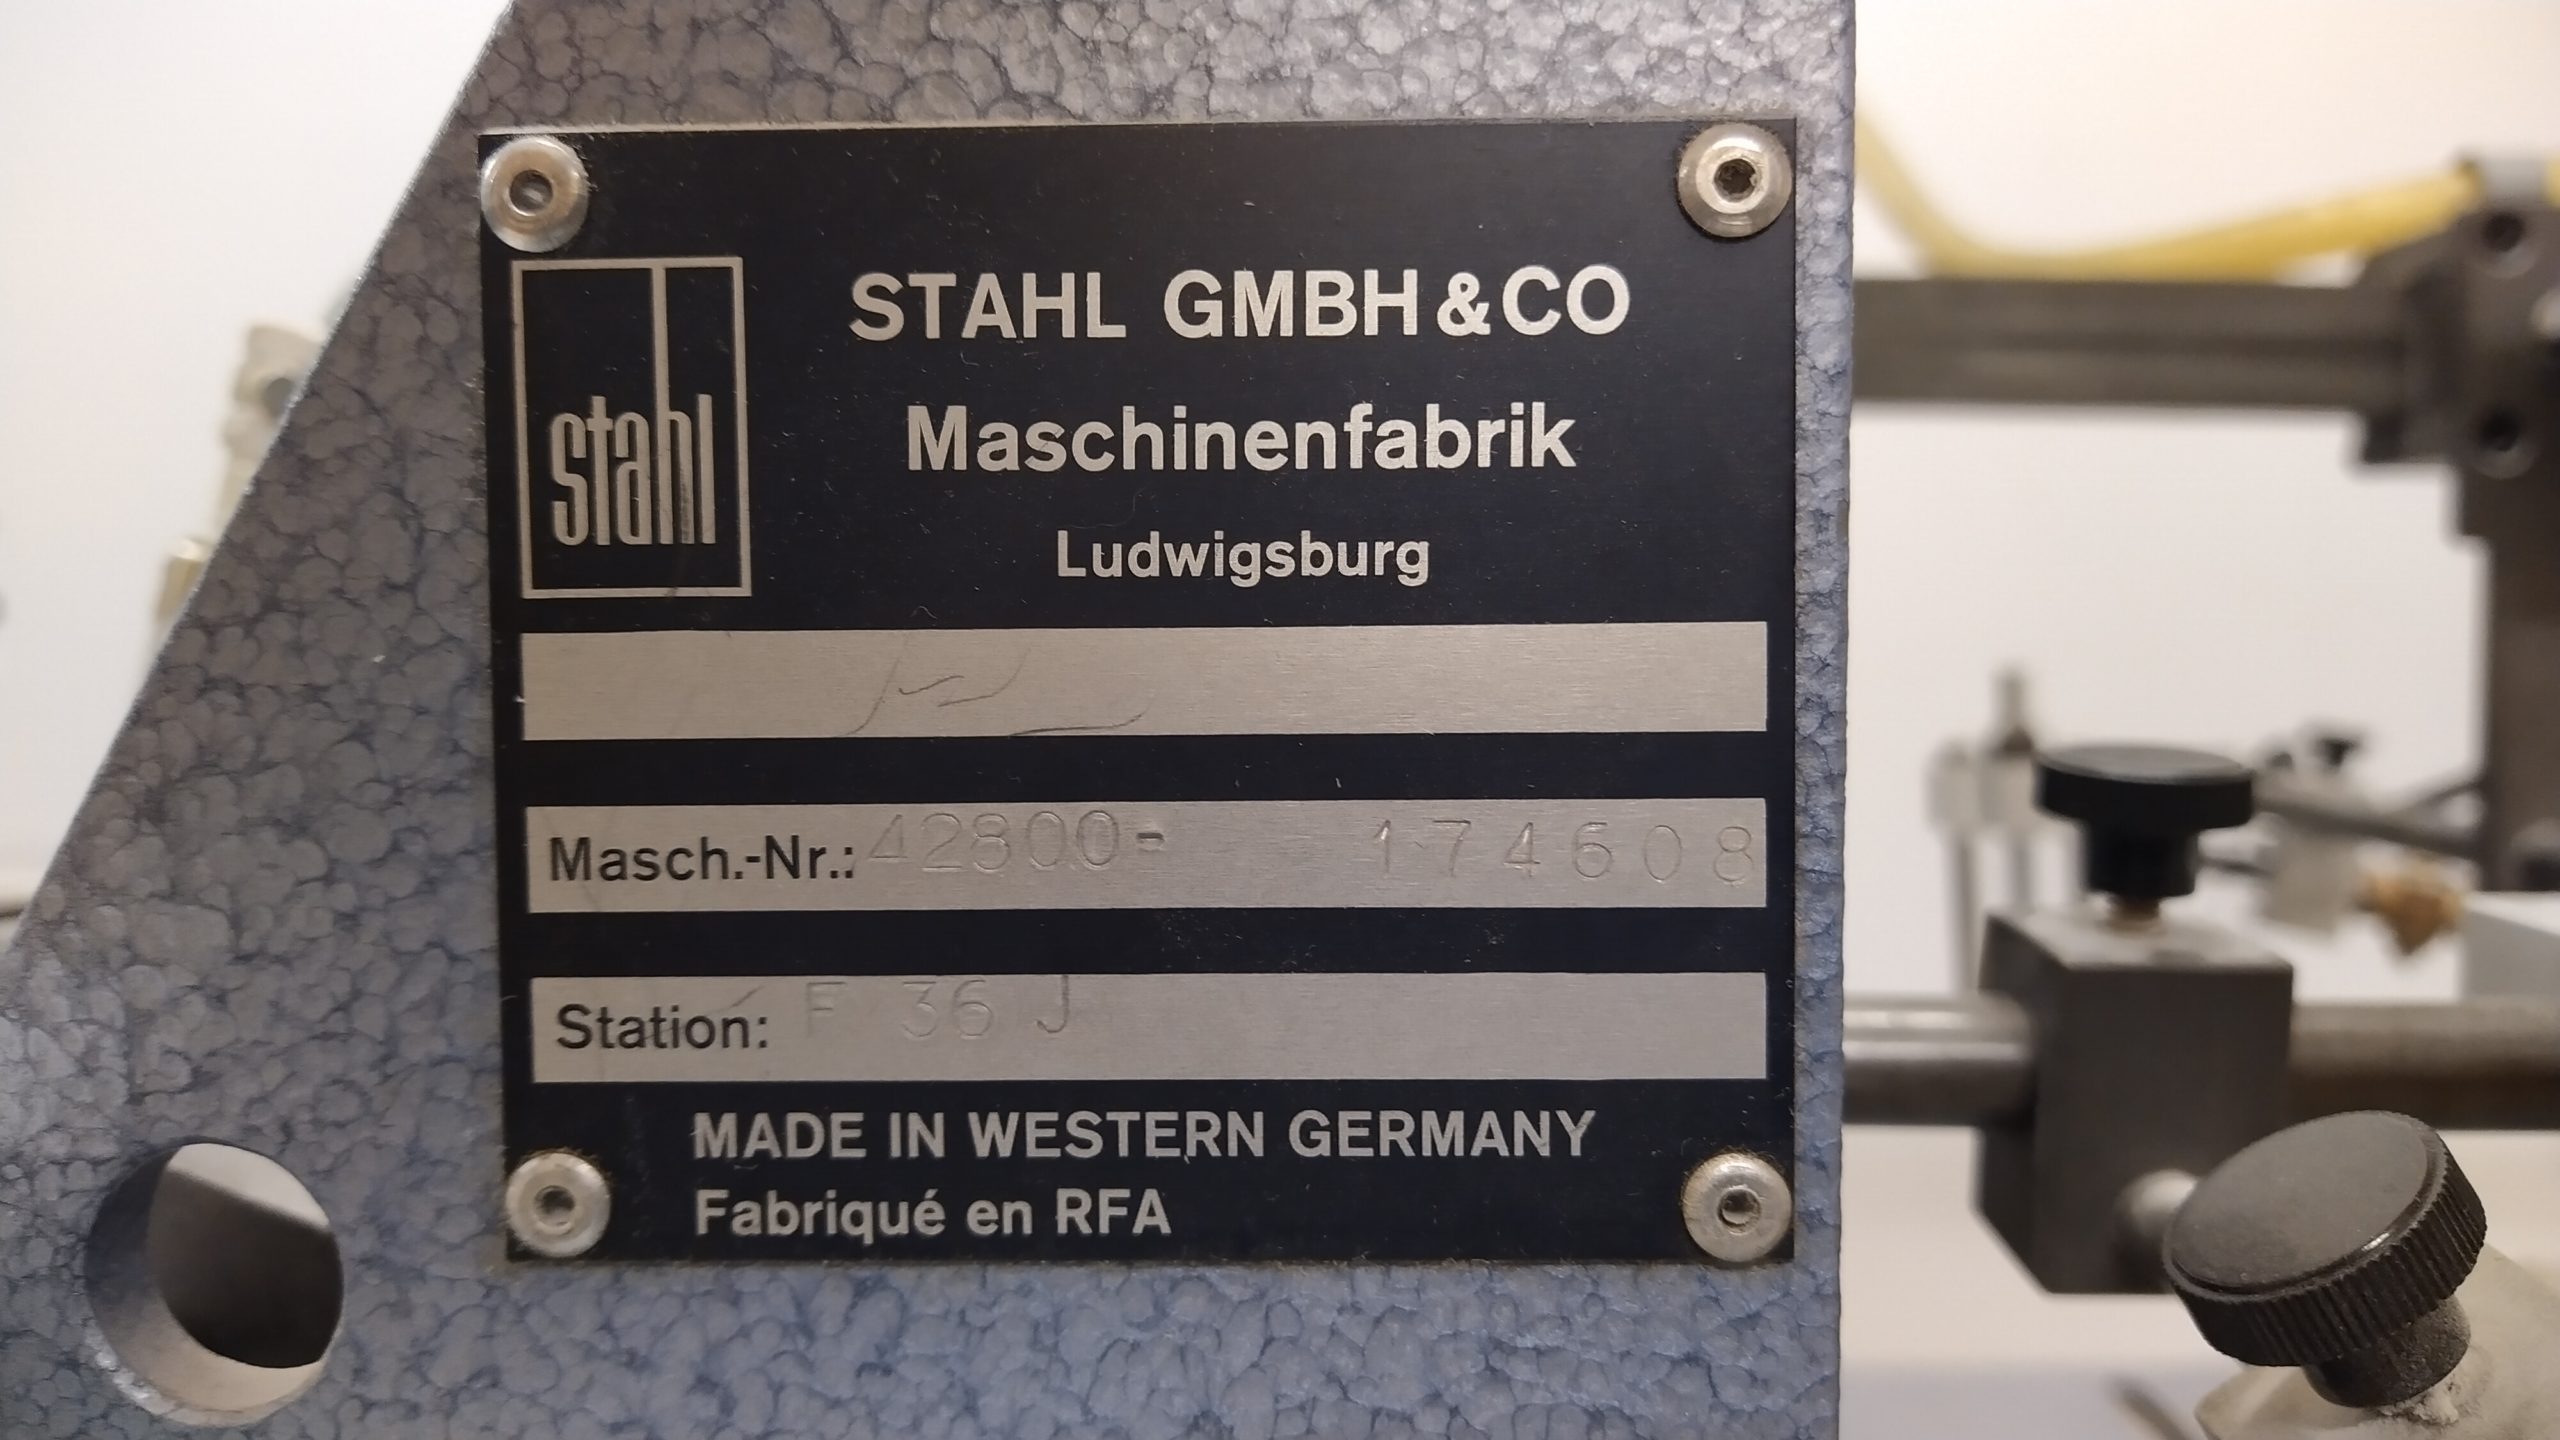 stahl
STAHL GMBH & CO
Maschinenfabrik
Ludwigsburg
Masch.-Nr.: 42800- 174608
Station: F 36 J
MADE IN WESTERN GERMANY
Fabriqué en RFA